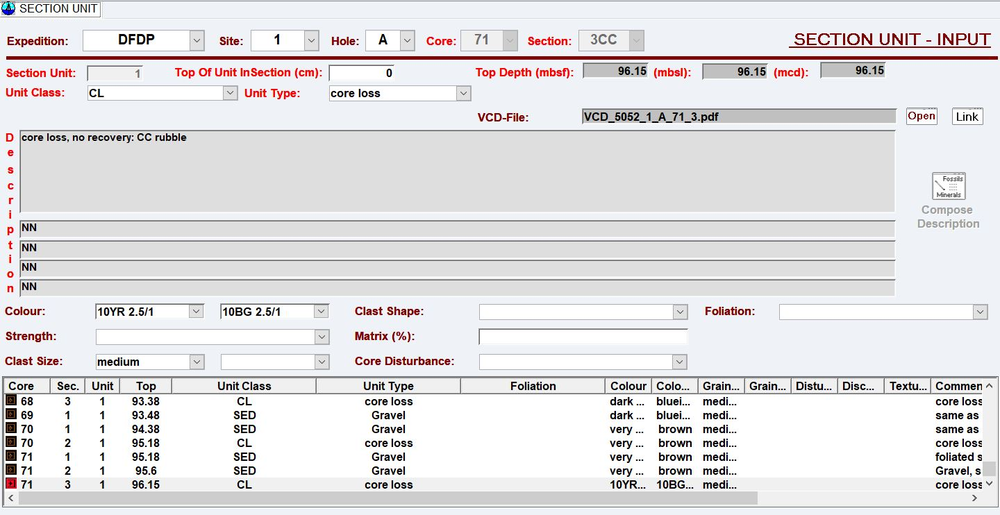 SECTION UNIT
Expedition: DFDP Site: 1 Hole: A Core: 71 Section: 3CC SECTION UNIT - INPUT
Section Unit: 1 Top Of Unit InSection (cm): 0 Top Depth (mbsf): 96.15 (mbsl): 96.15 (mcd): 96.15
Unit Class: CL Unit Type: core loss
VCD-File: VCD_5052_1_A_71_3.pdf Open Link
Description
core loss, no recovery: CC rubble
Fossils
Minerals
Compose
Description
NN
NN
NN
NN
Colour: 10YR 2.5/1 10BG 2.5/1 Clast Shape: Foliation:
Strength: Matrix (%):
Clast Size: medium Core Disturbance:
Core Sec. Unit Top Unit Class Unit Type Foliation Colour Colo... Grain... Grain... Distu... Disc... Textu... Commen
68 3 1 93.38 CL core loss dark ... bluei... medi... core loss
69 1 1 93.48 SED Gravel dark ... bluei... medi... same as
70 1 1 94.38 SED Gravel very ... brown medi... same as
70 2 1 95.18 CL core loss very ... brown medi... core loss
71 1 1 95.18 SED Gravel very ... brown medi... foliated s
71 2 1 95.6 SED Gravel very ... brown medi... Gravel, s
71 3 1 96.15 CL core loss 10YR... 10BG... medi... core loss